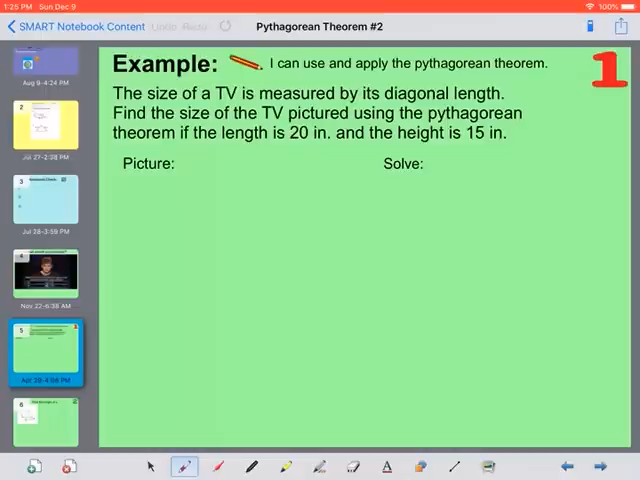 1:25 PM Sun Dec 9
100%
SMART Notebook Content
Undo Redo
Pythagorean Theorem #2
Aug 9-4:24 PM
2
Jul 27-2:38 PM
3
Jul 28-3:59 PM
4
Nov 22-6:38 AM
5
Apr 28-4:04 PM
6
Example: I can use and apply the pythagorean theorem. 1
The size of a TV is measured by its diagonal length.
Find the size of the TV pictured using the pythagorean
theorem if the length is 20 in. and the height is 15 in.
Picture: Solve:
A